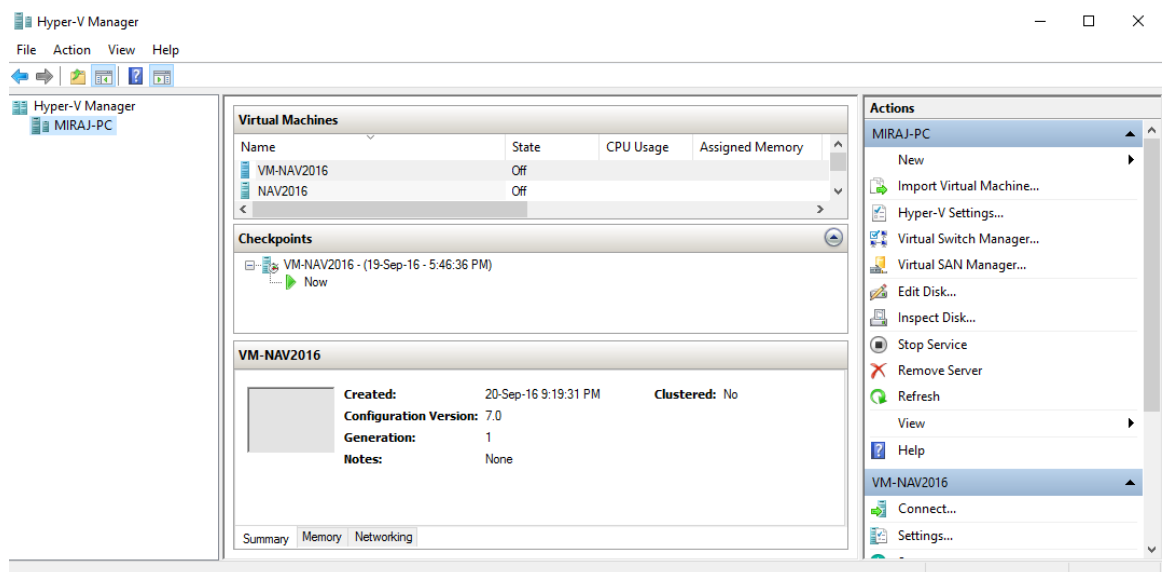 Hyper-V Manager
File Action View Help
Hyper-V Manager
MIRAJ-PC
Virtual Machines
Name State CPU Usage Assigned Memory
VM-NAV2016 Off
NAV2016 Off
Checkpoints
VM-NAV2016 - (19-Sep-16 - 5:46:36 PM)
Now
VM-NAV2016
Created: 20-Sep-16 9:19:31 PM Clustered: No
Configuration Version: 7.0
Generation: 1
Notes: None
Summary Memory Networking
Actions
MIRAJ-PC
New
Import Virtual Machine...
Hyper-V Settings...
Virtual Switch Manager...
Virtual SAN Manager...
Edit Disk...
Inspect Disk...
Stop Service
Remove Server
Refresh
View
Help
VM-NAV2016
Connect...
Settings...